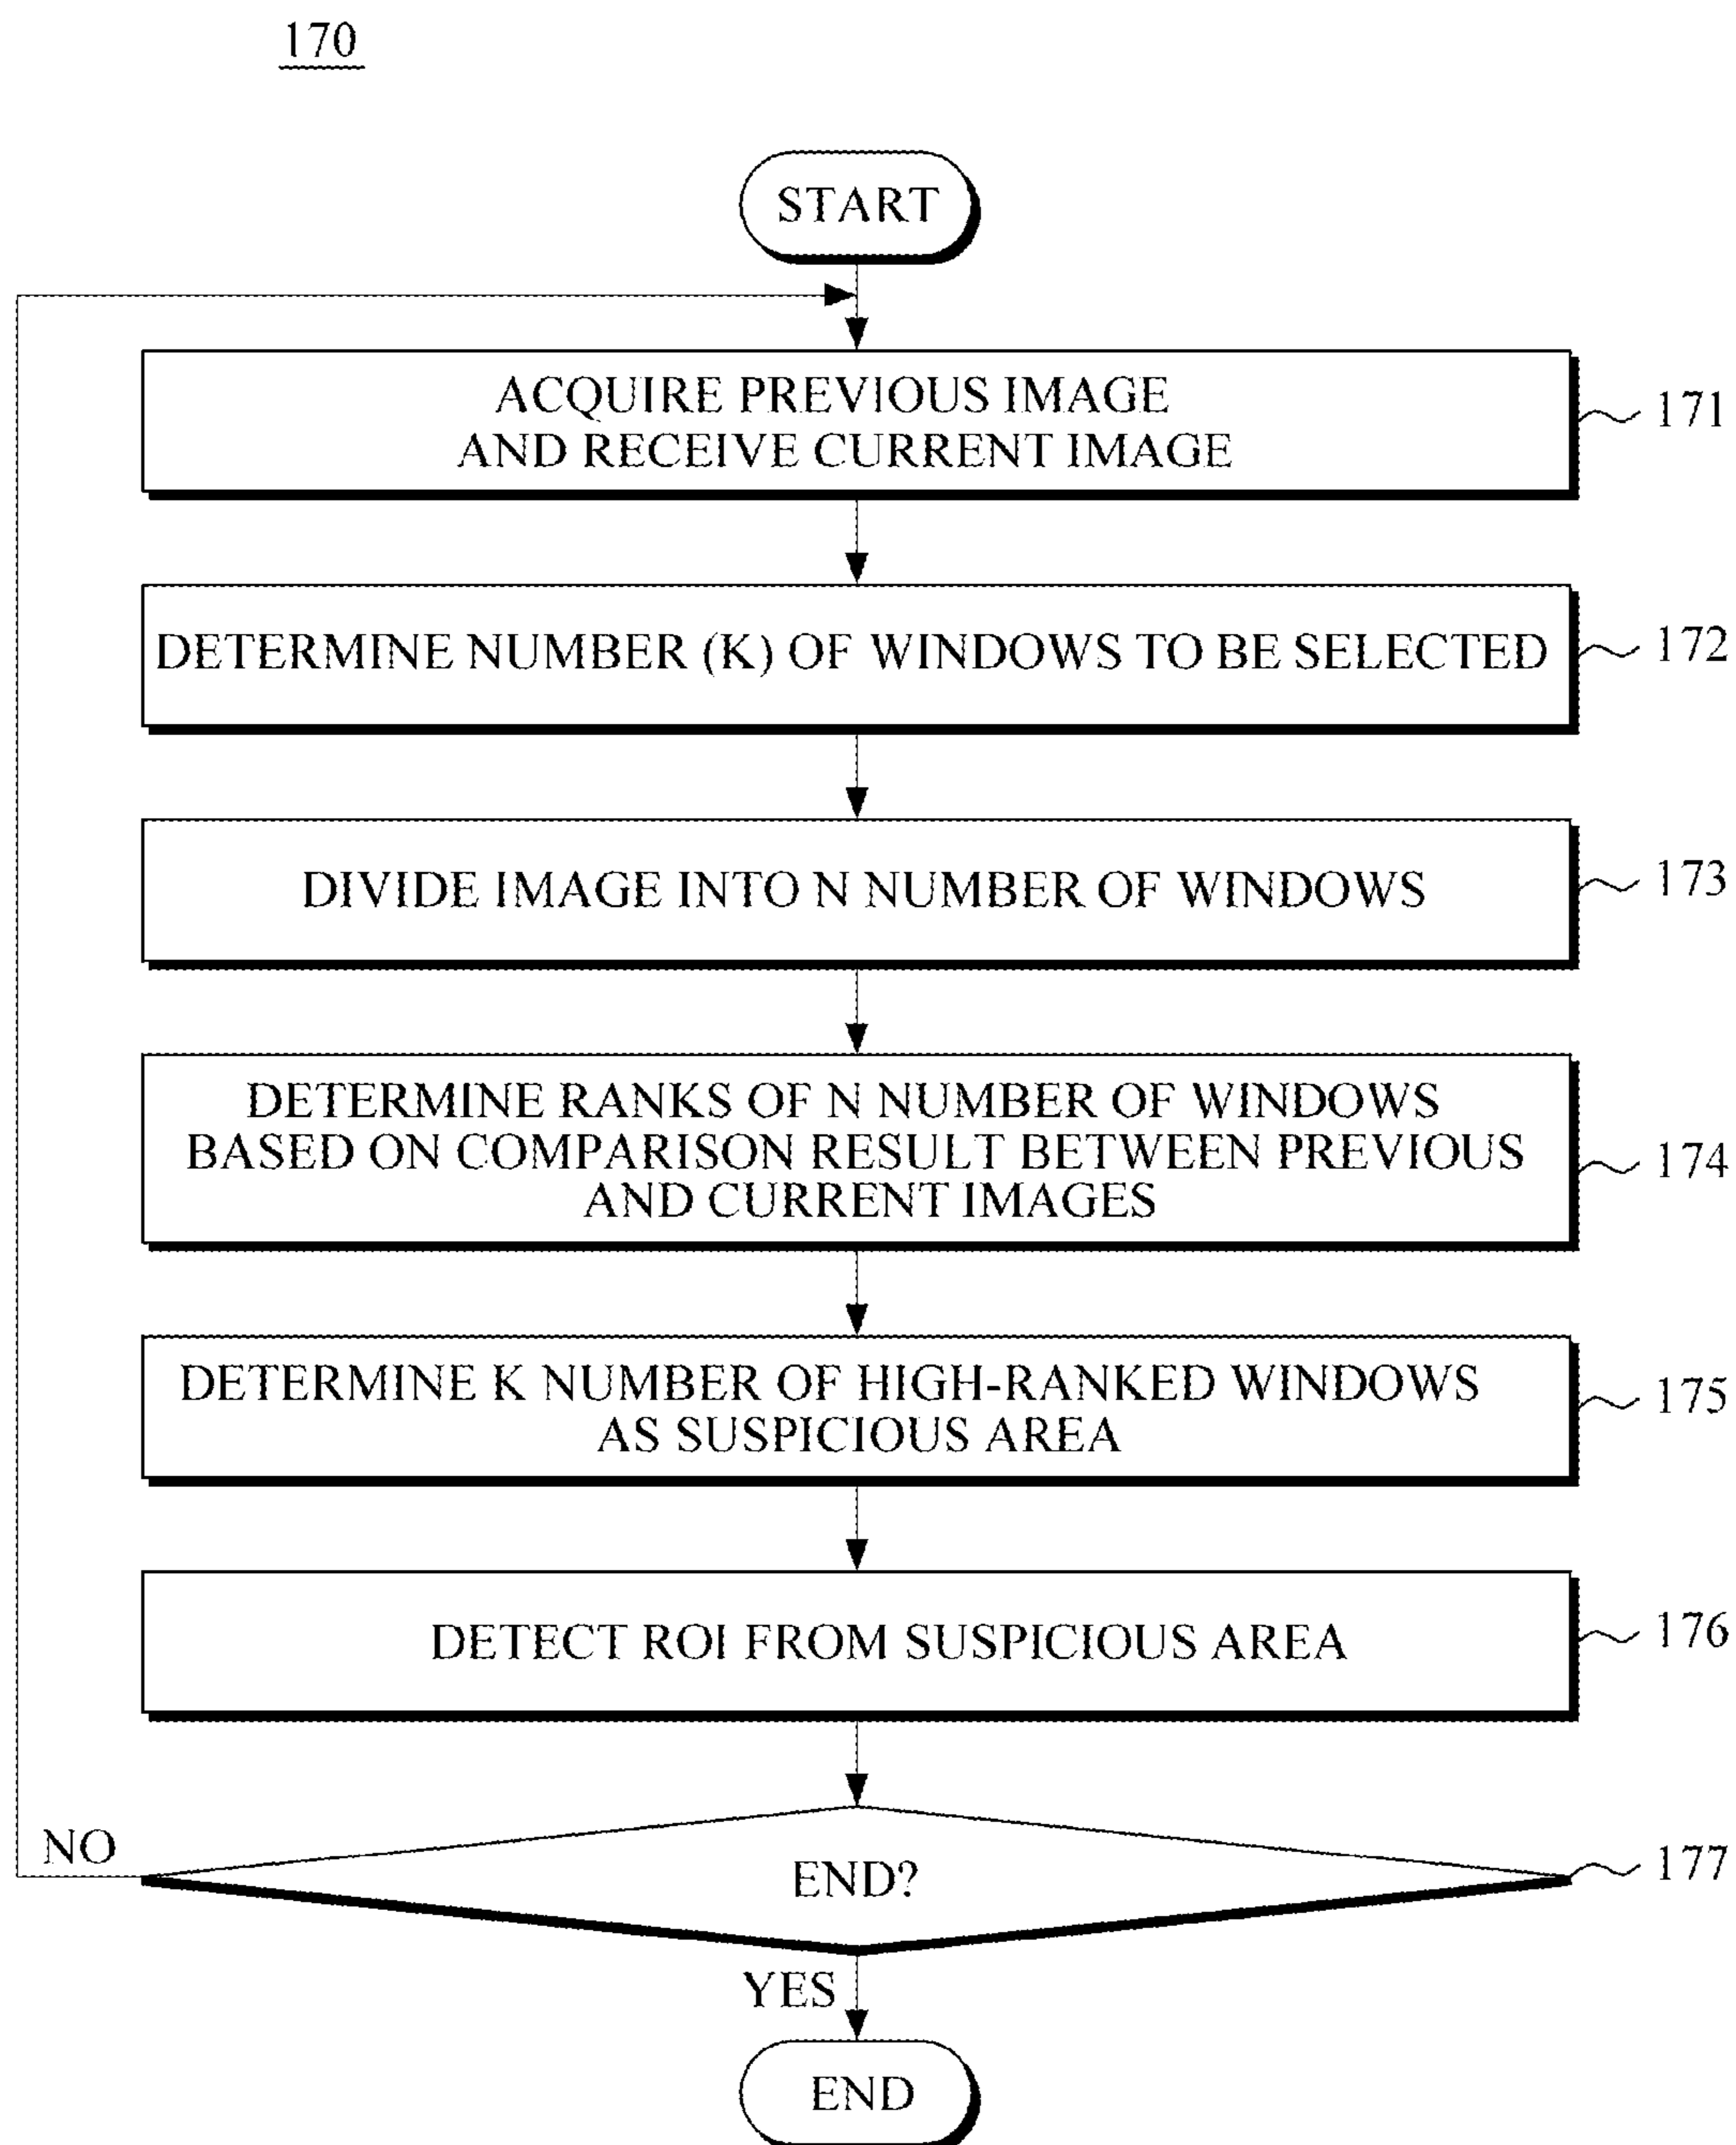 170
START
ACQUIRE PREVIOUS IMAGE
AND RECEIVE CURRENT IMAGE
171
DETERMINE NUMBER (K) OF WINDOWS TO BE SELECTED
172
DIVIDE IMAGE INTO N NUMBER OF WINDOWS
173
DETERMINE RANKS OF N NUMBER OF WINDOWS
BASED ON COMPARISON RESULT BETWEEN PREVIOUS
AND CURRENT IMAGES
174
DETERMINE K NUMBER OF HIGH-RANKED WINDOWS
AS SUSPICIOUS AREA
175
DETECT ROI FROM SUSPICIOUS AREA
176
NO
END?
177
YES
END